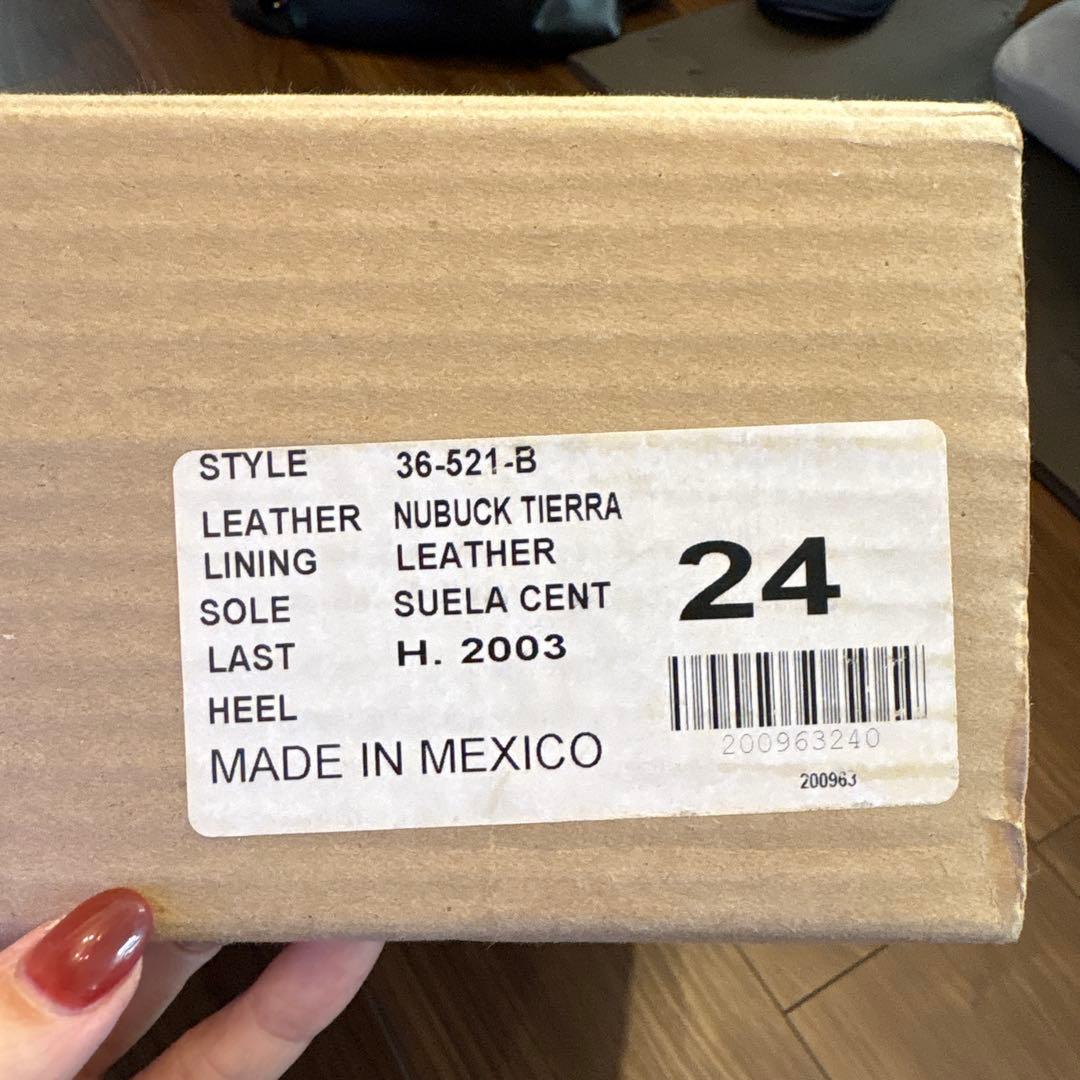 STYLE 36-521-B
LEATHER NUBUCK TIERRA
LINING LEATHER
SOLE SUELA CENT
LAST H. 2003
HEEL
MADE IN MEXICO
24
200963240
200963